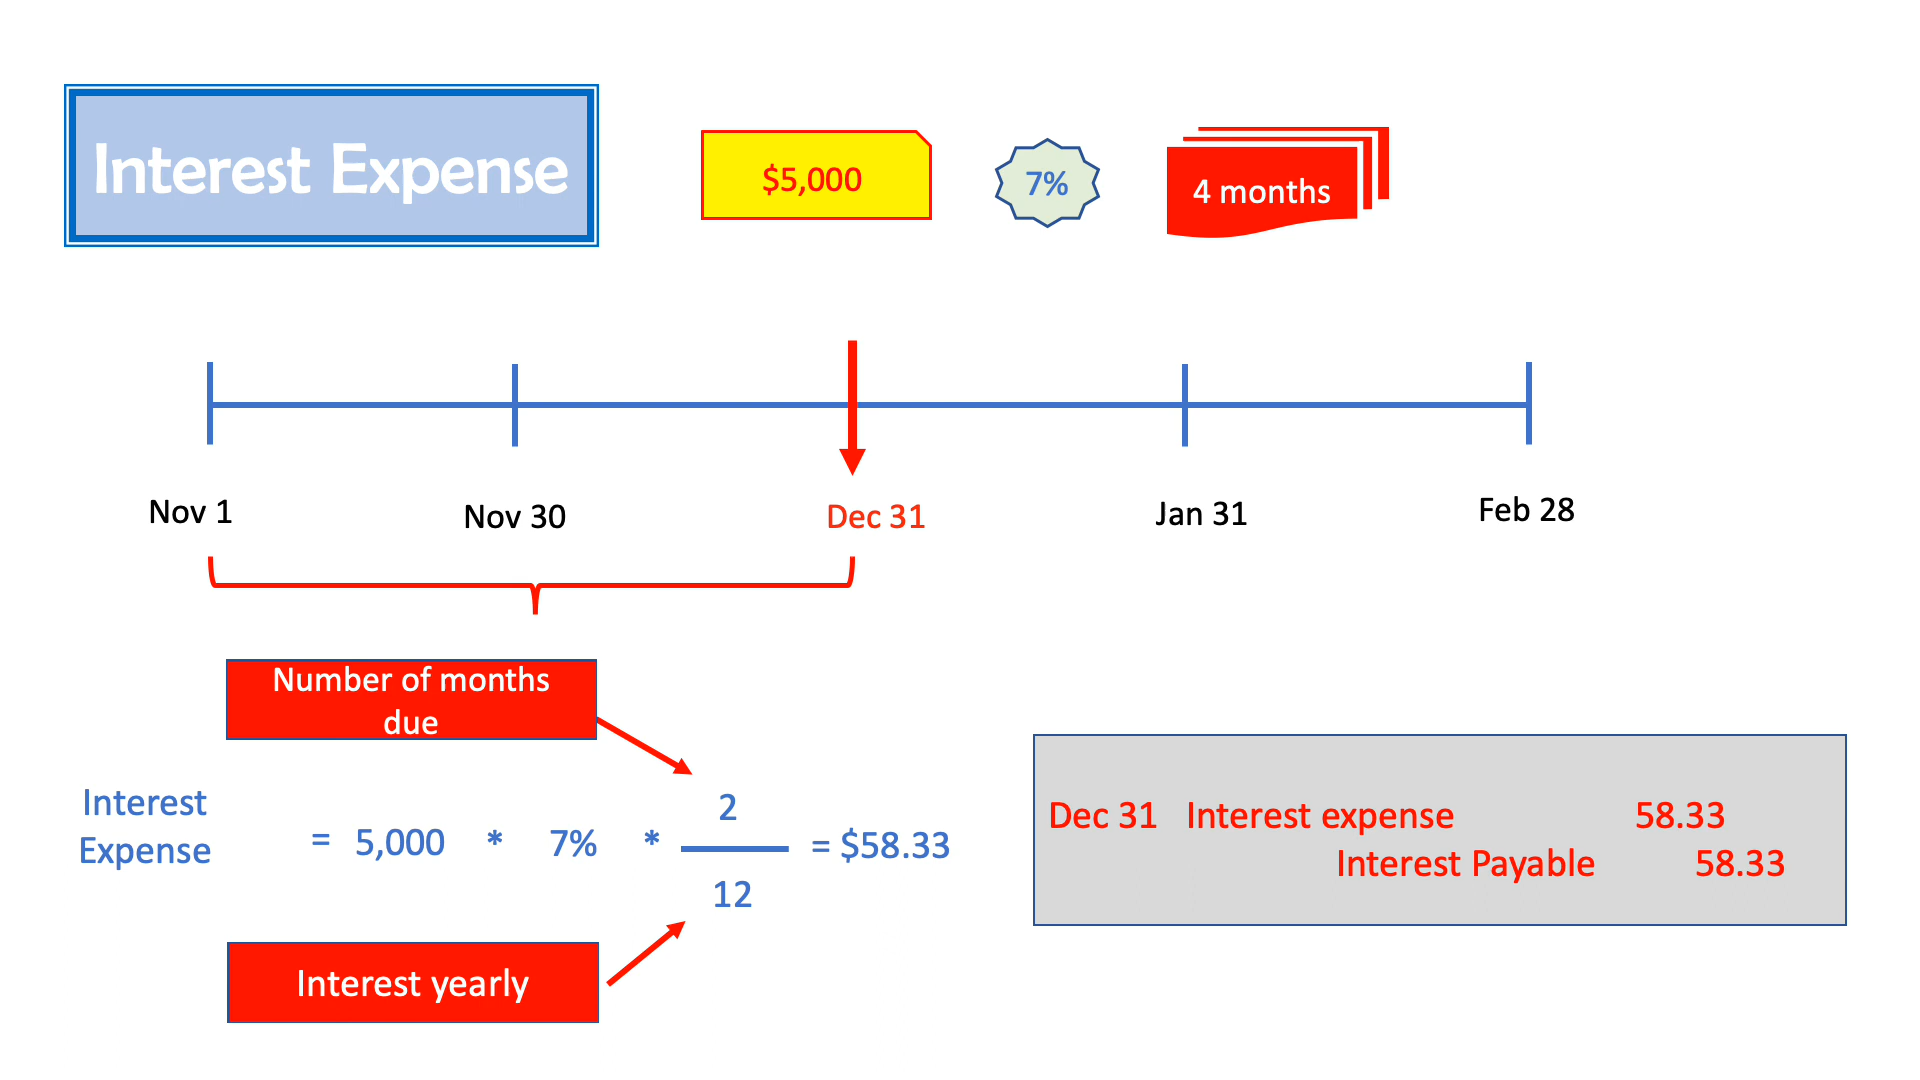 Interest Expense
$5,000
7%
4 months
Nov 1
Nov 30
Dec 31
Jan 31
Feb 28
Number of months
due
Interest
Expense
= 5,000 * 7% * 2
12
= $58.33
Interest yearly
Dec 31 Interest expense 58.33
Interest Payable 58.33